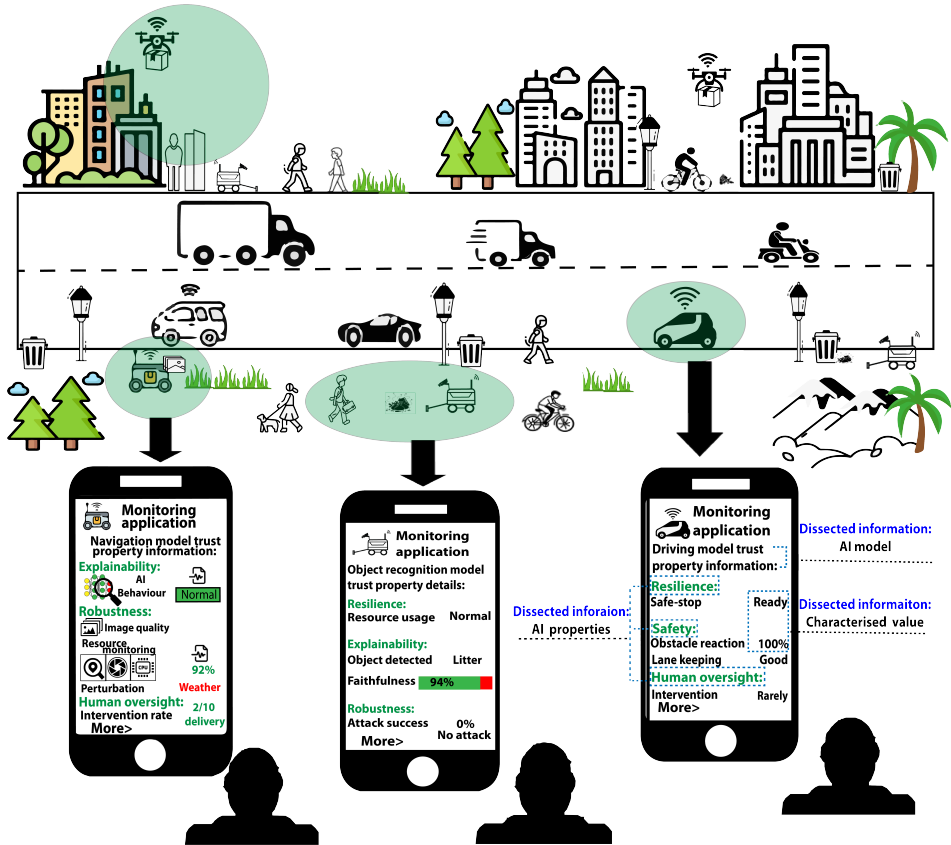 Monitoring
application
Navigation model trust
property information:
Explainability:
AI
Behaviour
Normal
Robustness:
Image quality
Resource
monitoring
CPU
92%
Perturbation
Weather
Human oversight:
Intervention rate
2/10
delivery
More>
Monitoring
application
Object recognition model
trust property details:
Resilience:
Resource usage Normal
Explainability:
Object detected Litter
Faithfulness 94%
Robustness:
Attack success 0%
No attack
More>
Monitoring
application
Driving model trust
property information:
Resilience:
Safe-stop Ready
Safety:
Obstacle reaction 100%
Lane keeping Good
Human oversight:
Intervention Rarely
More>
Dissected inforaion:
AI properties
Dissected information:
AI model
Dissected informaiton:
Characterised value